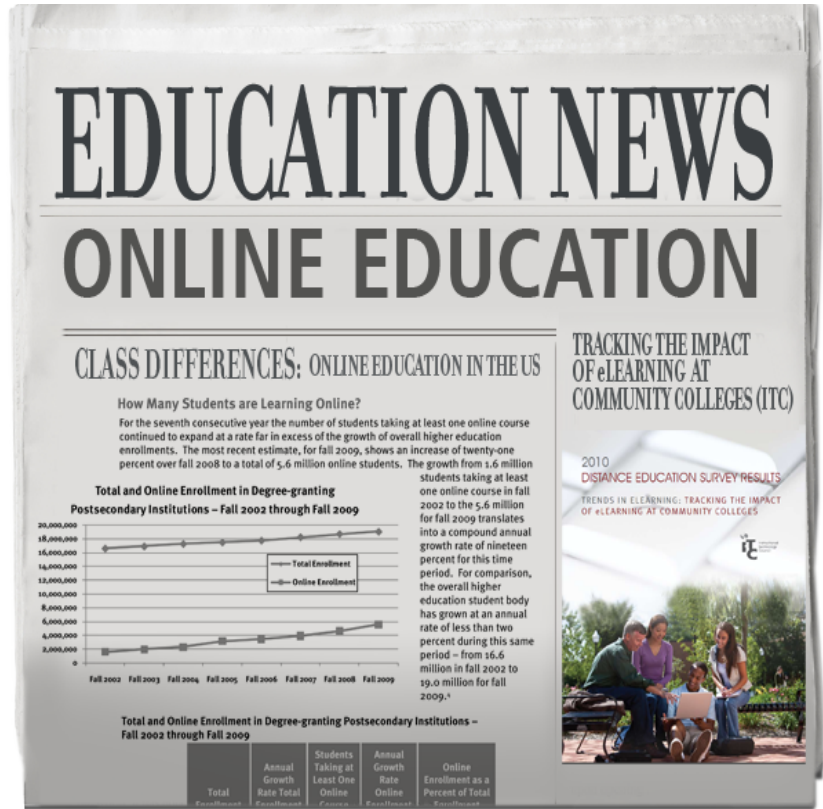 EDUCATION NEWS
ONLINE EDUCATION
CLASS DIFFERENCES: ONLINE EDUCATION IN THE US
How Many Students are Learning Online?
For the seventh consecutive year the number of students taking at least one online course
continued to expand at a rate far in excess of the growth of overall higher education
enrollments. The most recent estimate, for fall 2009, shows an increase of twenty-one
percent over fall 2008 to a total of 5.6 million online students. The growth from 1.6 million
students taking at least
one online course in fall
2002 to the 5.6 million
for fall 2009 translates
into a compound annual
growth rate of nineteen
percent for this time
period. For comparison,
the overall higher
education student body
has grown at an annual
rate of less than two
percent during this same
period – from 16.6
million in fall 2002 to
19.0 million for fall
2009.⁴
Total and Online Enrollment in Degree-granting
Postsecondary Institutions – Fall 2002 through Fall 2009
20,000,000
18,000,000
16,000,000
14,000,000
12,000,000
10,000,000
8,000,000
6,000,000
4,000,000
2,000,000
0
Total Enrollment
Online Enrollment
Fall 2002 Fall 2003 Fall 2004 Fall 2005 Fall 2006 Fall 2007 Fall 2008 Fall 2009
Total and Online Enrollment in Degree-granting Postsecondary Institutions –
Fall 2002 through Fall 2009
Total
Enrollment
Annual
Growth
Rate Total
Enrollment
Students
Taking at
Least One
Online
Course –
Annual
Growth
Rate
Online
Enrollment
Online
Enrollment as a
Percent of Total
Enrollment
TRACKING THE IMPACT
OF eLEARNING AT
COMMUNITY COLLEGES (ITC)
2010
DISTANCE EDUCATION SURVEY RESULTS
TRENDS IN ELEARNING: TRACKING THE IMPACT
OF eLEARNING AT COMMUNITY COLLEGES
iTC